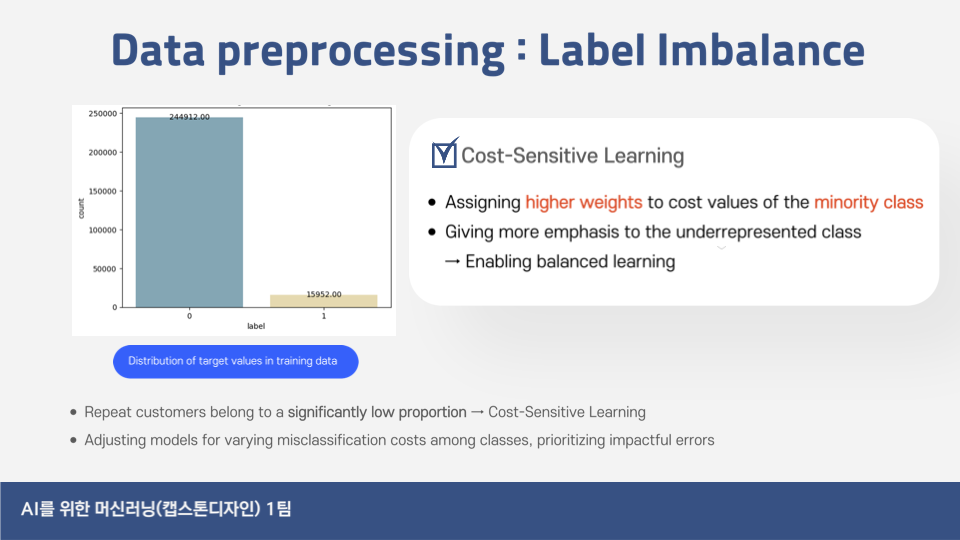 Data preprocessing : Label Imbalance
250000
200000
150000
100000
50000
0
count
244912.00
15952.00
0
1
label
Distribution of target values in training data
Cost-Sensitive Learning
• Assigning higher weights to cost values of the minority class
• Giving more emphasis to the underrepresented class
→ Enabling balanced learning
• Repeat customers belong to a significantly low proportion → Cost-Sensitive Learning
• Adjusting models for varying misclassification costs among classes, prioritizing impactful errors
AI를 위한 머신러닝(캡스톤디자인) 1팀